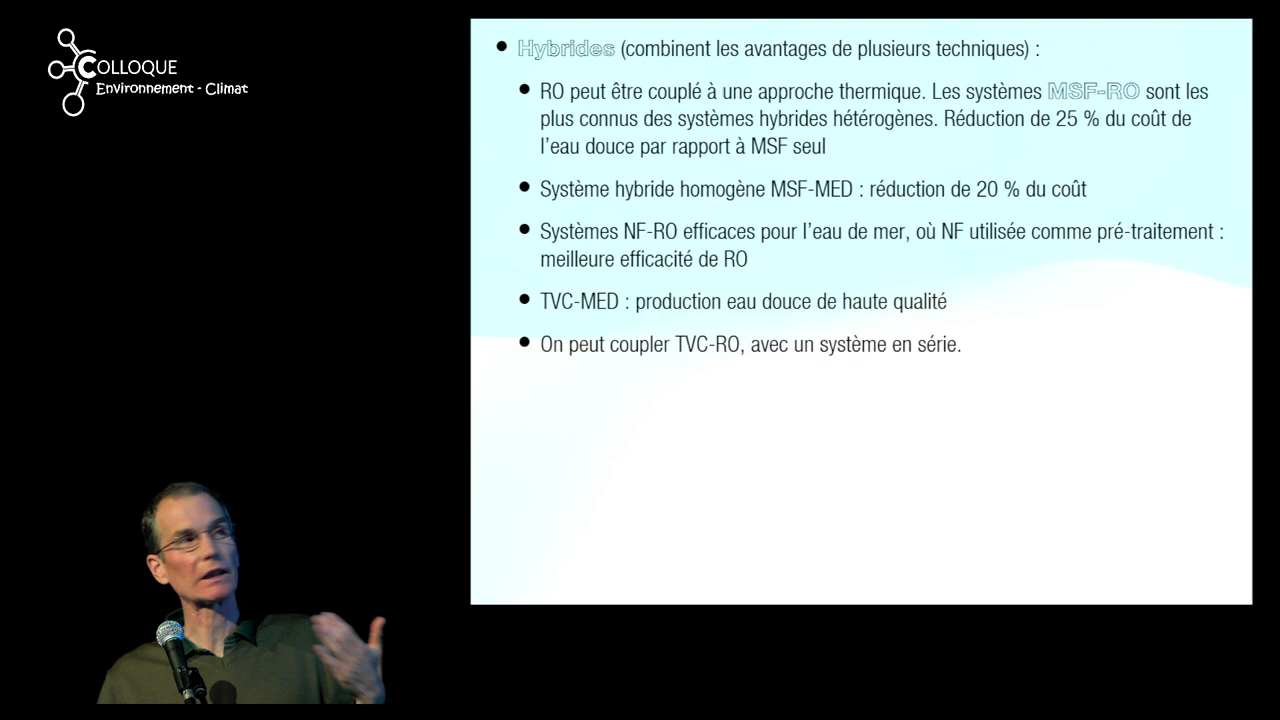 COLLOQUE
Environnement - Climat
• Hybrides (combinent les avantages de plusieurs techniques) :
• RO peut être couplé à une approche thermique. Les systèmes MSF-RO sont les
plus connus des systèmes hybrides hétérogènes. Réduction de 25 % du coût de
l'eau douce par rapport à MSF seul
• Système hybride homogène MSF-MED : réduction de 20 % du coût
• Systèmes NF-RO efficaces pour l'eau de mer, où NF utilisée comme pré-traitement :
meilleure efficacité de RO
• TVC-MED : production eau douce de haute qualité
• On peut coupler TVC-RO, avec un système en série.